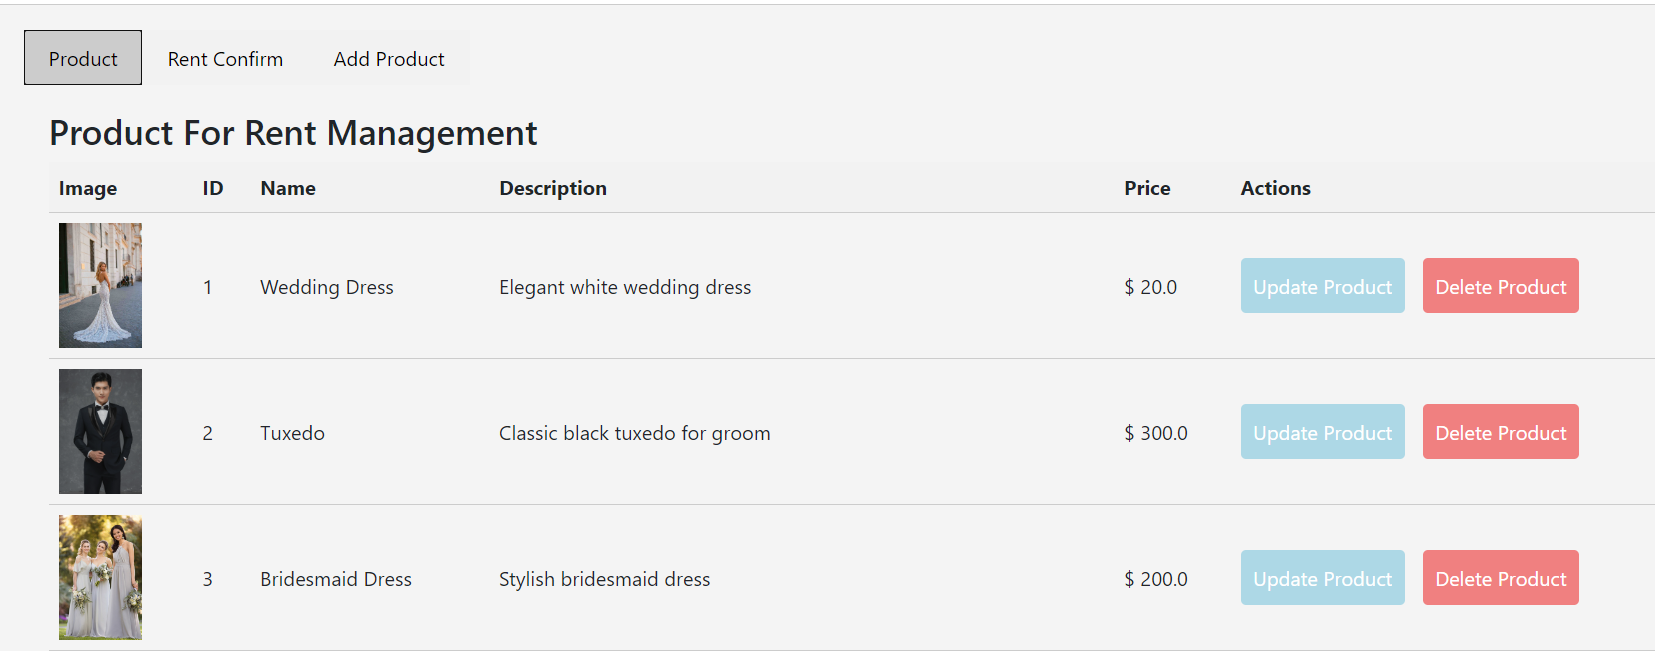 Product Rent Confirm Add Product
Product For Rent Management
Image ID Name Description Price Actions
1 Wedding Dress Elegant white wedding dress $ 20.0 Update Product Delete Product
2 Tuxedo Classic black tuxedo for groom $ 300.0 Update Product Delete Product
3 Bridesmaid Dress Stylish bridesmaid dress $ 200.0 Update Product Delete Product